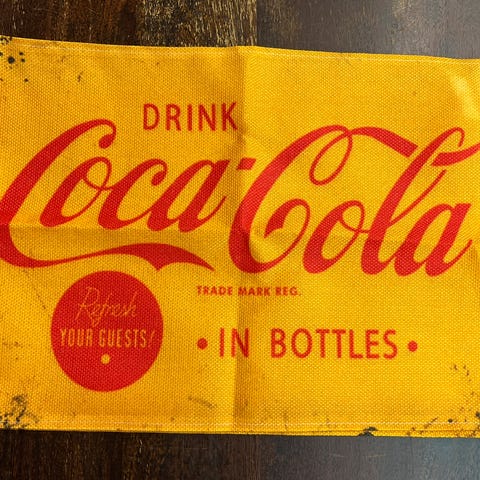 DRINK
Coca-Cola
TRADE MARK REG.
Refresh
YOUR GUESTS!
• IN BOTTLES •